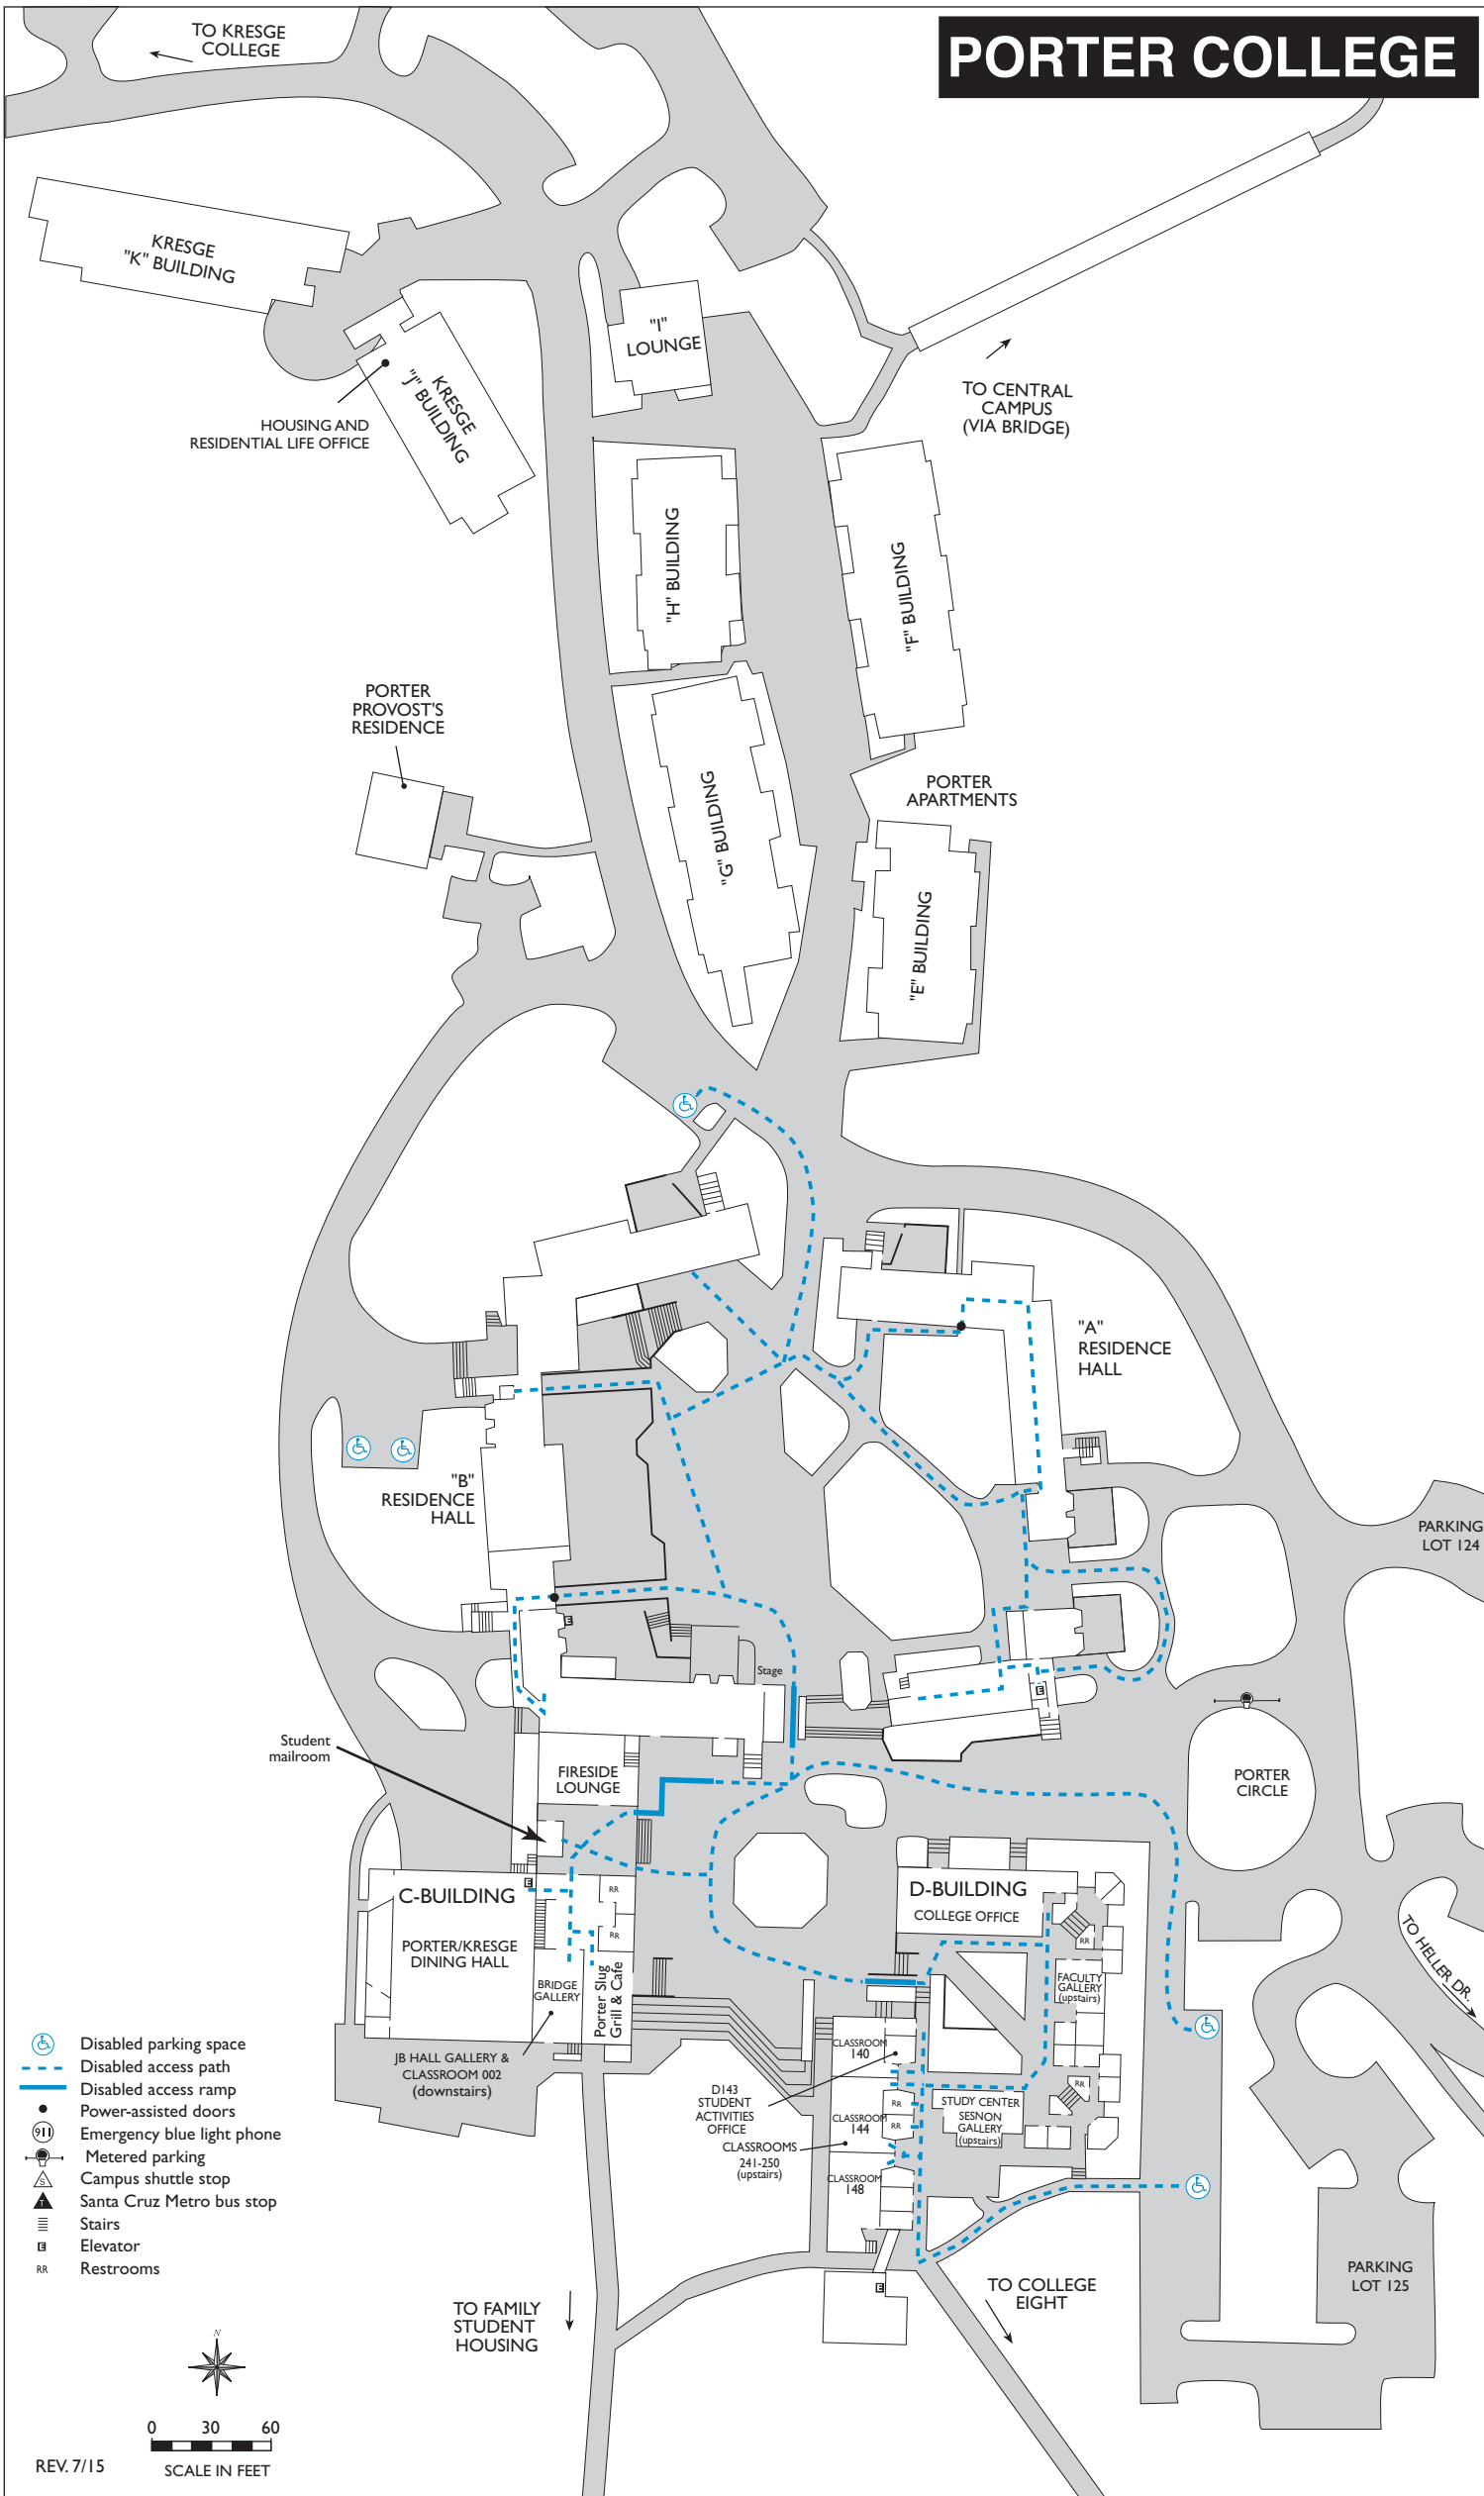 PORTER COLLEGE
TO KRESGE
COLLEGE
KRESGE
"K" BUILDING
"I"
LOUNGE
KRESGE
"J" BUILDING
HOUSING AND
RESIDENTIAL LIFE OFFICE
TO CENTRAL
CAMPUS
(VIA BRIDGE)
"H" BUILDING
"F" BUILDING
PORTER
PROVOST'S
RESIDENCE
"G" BUILDING
PORTER
APARTMENTS
"E" BUILDING
"A"
RESIDENCE
HALL
"B"
RESIDENCE
HALL
PARKING
LOT 124
E
Stage
E
Student
mailroom
FIRESIDE
LOUNGE
PORTER
CIRCLE
E
C-BUILDING
RR
RR
PORTER/KRESGE
DINING HALL
BRIDGE
GALLERY
Porter Slug
Grill & Cafe
D-BUILDING
COLLEGE OFFICE
RR
FACULTY
GALLERY
(upstairs)
TO HELLER DR.
JB HALL GALLERY &
CLASSROOM 002
(downstairs)
CLASSROOM
140
D143
STUDENT
ACTIVITIES
OFFICE
RR
CLASSROOM
144
RR
STUDY CENTER
SESNON
GALLERY
(upstairs)
RR
CLASSROOMS
241-250
(upstairs)
CLASSROOM
148
E
TO COLLEGE
EIGHT
PARKING
LOT 125
TO FAMILY
STUDENT
HOUSING
Disabled parking space
Disabled access path
Disabled access ramp
Power-assisted doors
911 Emergency blue light phone
Metered parking
S Campus shuttle stop
T Santa Cruz Metro bus stop
Stairs
E Elevator
RR Restrooms
N
0 30 60
SCALE IN FEET
REV. 7/15